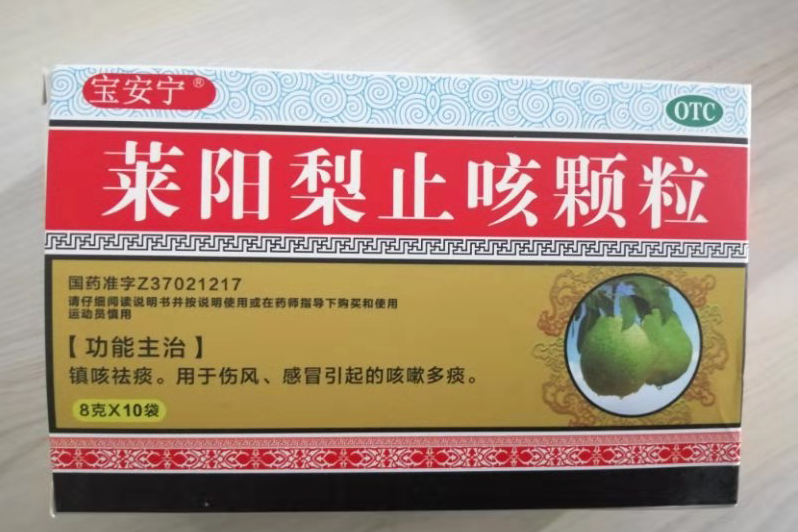 宝安宁®
OTC
莱阳梨止咳颗粒
国药准字Z37021217
请仔细阅读说明书并按说明使用或在药师指导下购买和使用
运动员慎用
【功能主治】
镇咳祛痰。用于伤风、感冒引起的咳嗽多痰。
8克X10袋